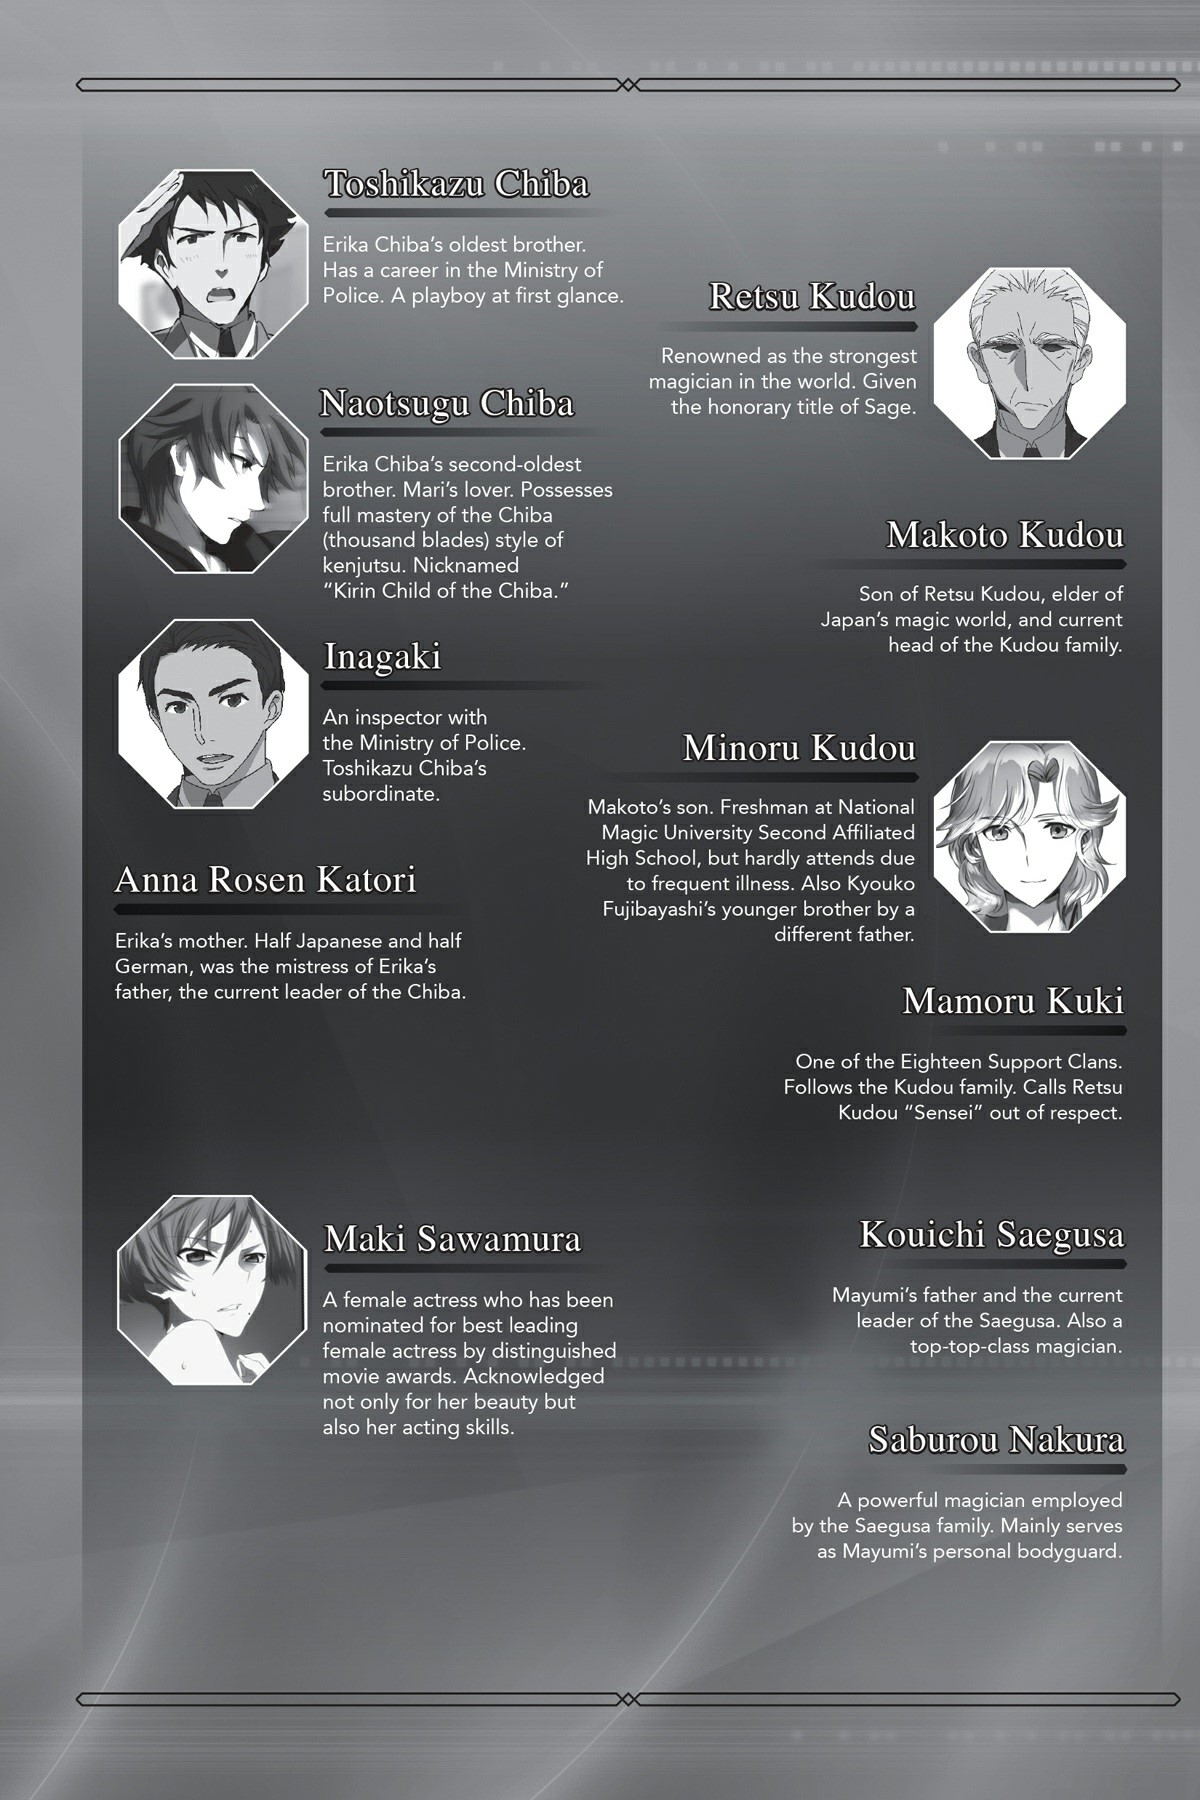 Toshikazu Chiba
Erika Chiba’s oldest brother.
Has a career in the Ministry of
Police. A playboy at first glance.
Naotsugu Chiba
Erika Chiba’s second-oldest
brother. Mari’s lover. Possesses
full mastery of the Chiba
(thousand blades) style of
kenjutsu. Nicknamed
“Kirin Child of the Chiba.”
Inagaki
An inspector with
the Ministry of Police.
Toshikazu Chiba’s
subordinate.
Anna Rosen Katori
Erika’s mother. Half Japanese and half
German, was the mistress of Erika’s
father, the current leader of the Chiba.
Maki Sawamura
A female actress who has been
nominated for best leading
female actress by distinguished
movie awards. Acknowledged
not only for her beauty but
also her acting skills.
Retsu Kudou
Renowned as the strongest
magician in the world. Given
the honorary title of Sage.
Makoto Kudou
Son of Retsu Kudou, elder of
Japan’s magic world, and current
head of the Kudou family.
Minoru Kudou
Makoto’s son. Freshman at National
Magic University Second Affiliated
High School, but hardly attends due
to frequent illness. Also Kyouko
Fujibayashi’s younger brother by a
different father.
Mamoru Kuki
One of the Eighteen Support Clans.
Follows the Kudou family. Calls Retsu
Kudou “Sensei” out of respect.
Kouichi Saegusa
Mayumi’s father and the current
leader of the Saegusa. Also a
top-top-class magician.
Saburou Nakura
A powerful magician employed
by the Saegusa family. Mainly serves
as Mayumi’s personal bodyguard.